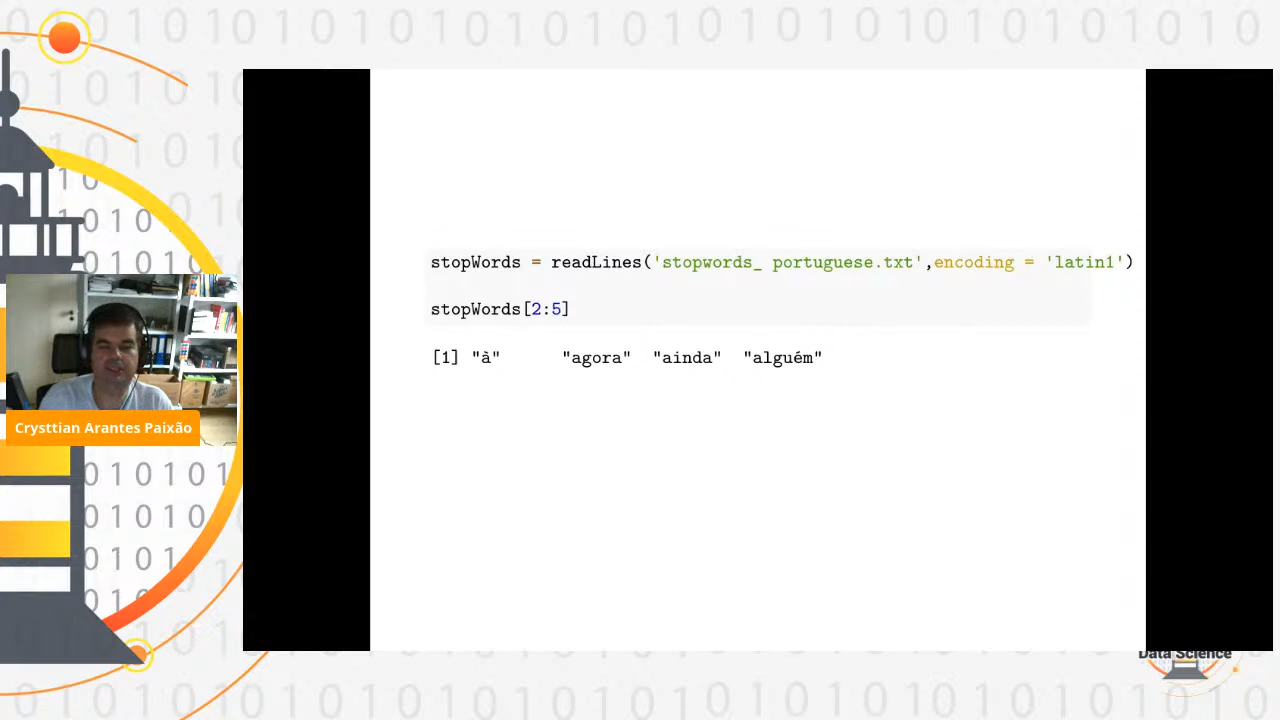 stopWords = readLines('stopwords_ portuguese.txt',encoding = 'latin1')
stopWords[2:5]
[1] "à" "agora" "ainda" "alguém"
Crysttian Arantes Paixão
Data Science